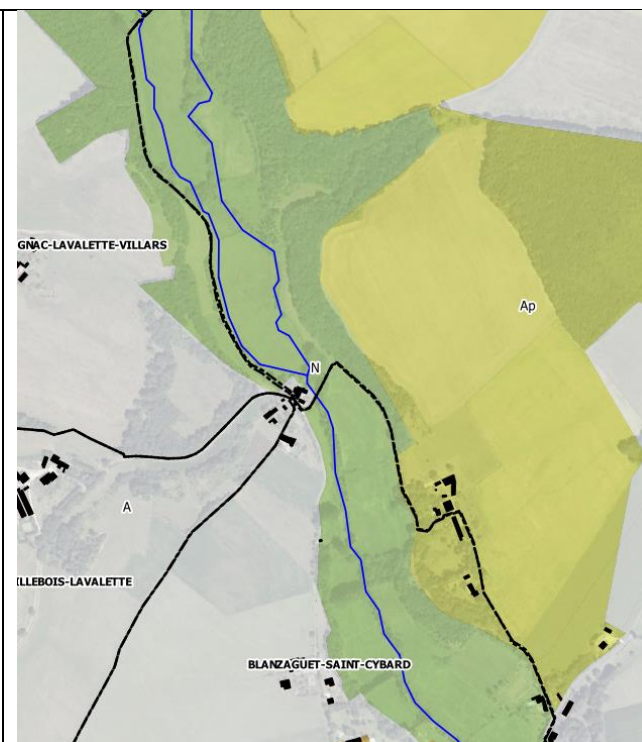 GNAC-LAVALETTE-VILLARS
Ap
N
A
ILLEBOIS-LAVALETTE
BLANZAGUET-SAINT-CYBARD